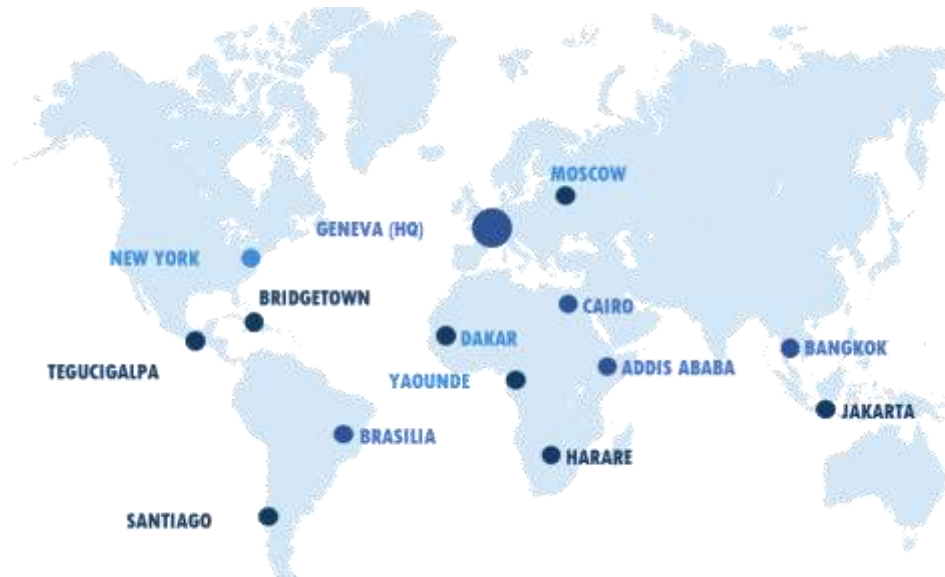 MOSCOW
GENEVA (HQ)
NEW YORK
BRIDGETOWN
CAIRO
DAKAR
BANGKOK
TEGUCIGALPA
ADDIS ABABA
YAOUNDE
JAKARTA
BRASILIA
HARARE
SANTIAGO